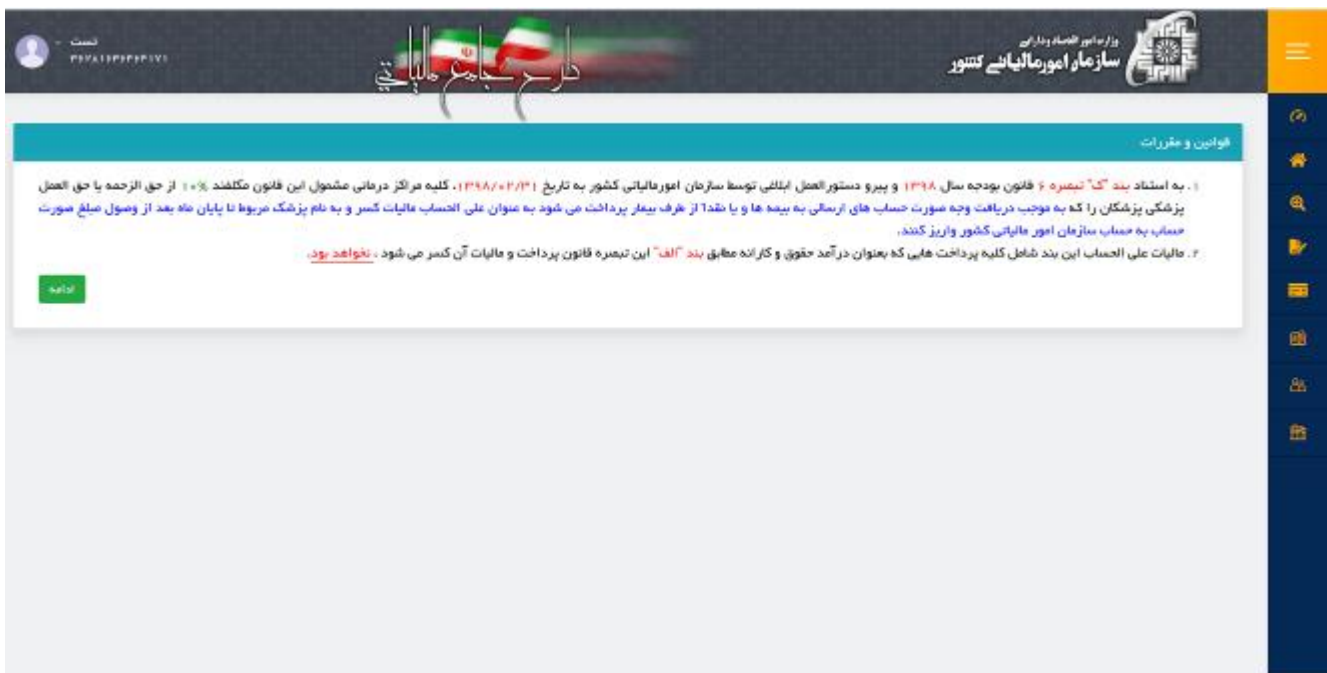 وزارت امور اقتصاد و دارایی
سازمان امور مالیاتی کشور
طرح جامع مالیاتی
تست
قوانین و مقررات
۱. به استناد بند "ک" تبصره ۶ قانون بودجه سال ۱۳۹۸ و پیرو دستور العمل ابلاغی توسط سازمان امورمالیاتی کشور به تاریخ ۱۳۹۸/۰۲/۳۱، کلیه مراکز درمانی مشمول این قانون مکلفند ۱۰% از حق الزحمه یا حق العمل
پزشکی پزشکان را که به موجب دریافت وجه صورت حساب های ارسالی به بیمه ها و یا نقدا از طرف بیمار پرداخت می شود به عنوان علی الحساب مالیات کسر و به نام پزشک مربوط تا پایان ماه بعد از وصول مبلغ صورت
حساب به حساب سازمان امور مالیاتی کشور واریز کنند.
۲. مالیات علی الحساب این بند شامل کلیه پرداخت هایی که بعنوان درآمد حقوق و کارانه مطابق بند "الف" این تبصره قانون پرداخت و مالیات آن کسر می شود ، نخواهد بود.
ادامه